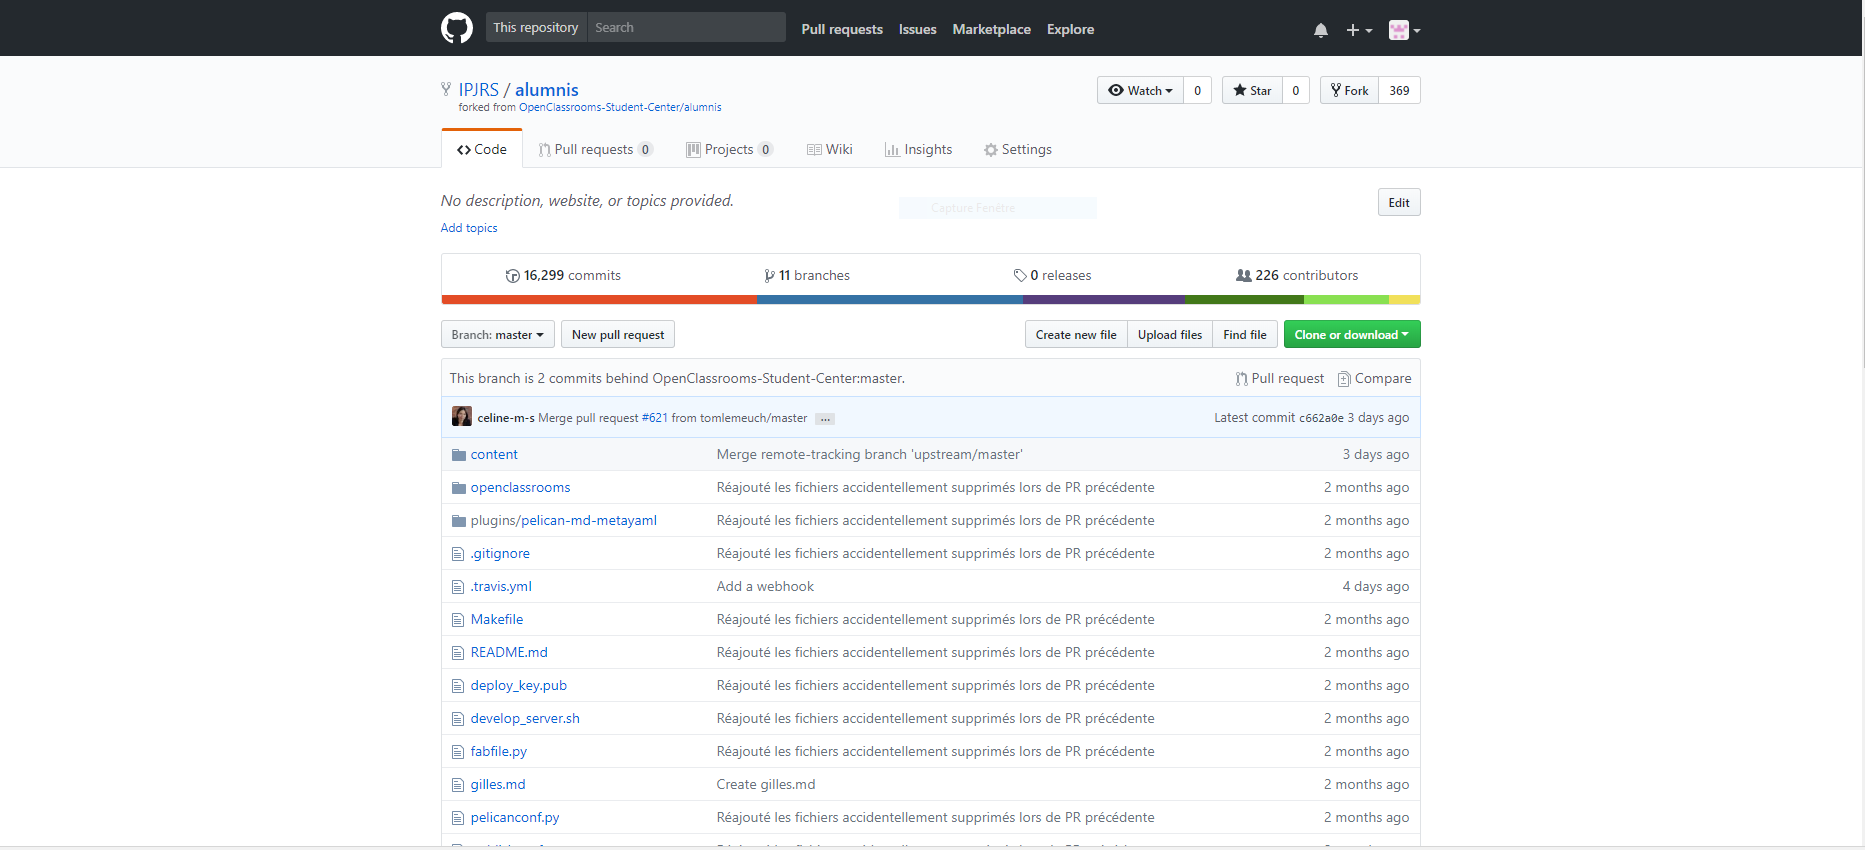 This repository Search Pull requests Issues Marketplace Explore
IPJRS / alumnis Watch 0 Star 0 Fork 369
forked from OpenClassrooms-Student-Center/alumnis
Code Pull requests 0 Projects 0 Wiki Insights Settings
No description, website, or topics provided. Edit
Capture Fenêtre
Add topics
16,299 commits 11 branches 0 releases 226 contributors
Branch: master New pull request Create new file Upload files Find file Clone or download
This branch is 2 commits behind OpenClassrooms-Student-Center:master. Pull request Compare
celine-m-s Merge pull request #621 from tomlemeuch/master ... Latest commit c662a0e 3 days ago
content Merge remote-tracking branch 'upstream/master' 3 days ago
openclassrooms Réajouté les fichiers accidentellement supprimés lors de PR précédente 2 months ago
plugins/pelican-md-metayaml Réajouté les fichiers accidentellement supprimés lors de PR précédente 2 months ago
.gitignore Réajouté les fichiers accidentellement supprimés lors de PR précédente 2 months ago
.travis.yml Add a webhook 4 days ago
Makefile Réajouté les fichiers accidentellement supprimés lors de PR précédente 2 months ago
README.md Réajouté les fichiers accidentellement supprimés lors de PR précédente 2 months ago
deploy_key.pub Réajouté les fichiers accidentellement supprimés lors de PR précédente 2 months ago
develop_server.sh Réajouté les fichiers accidentellement supprimés lors de PR précédente 2 months ago
fabfile.py Réajouté les fichiers accidentellement supprimés lors de PR précédente 2 months ago
gilles.md Create gilles.md 2 months ago
pelicanconf.py Réajouté les fichiers accidentellement supprimés lors de PR précédente 2 months ago